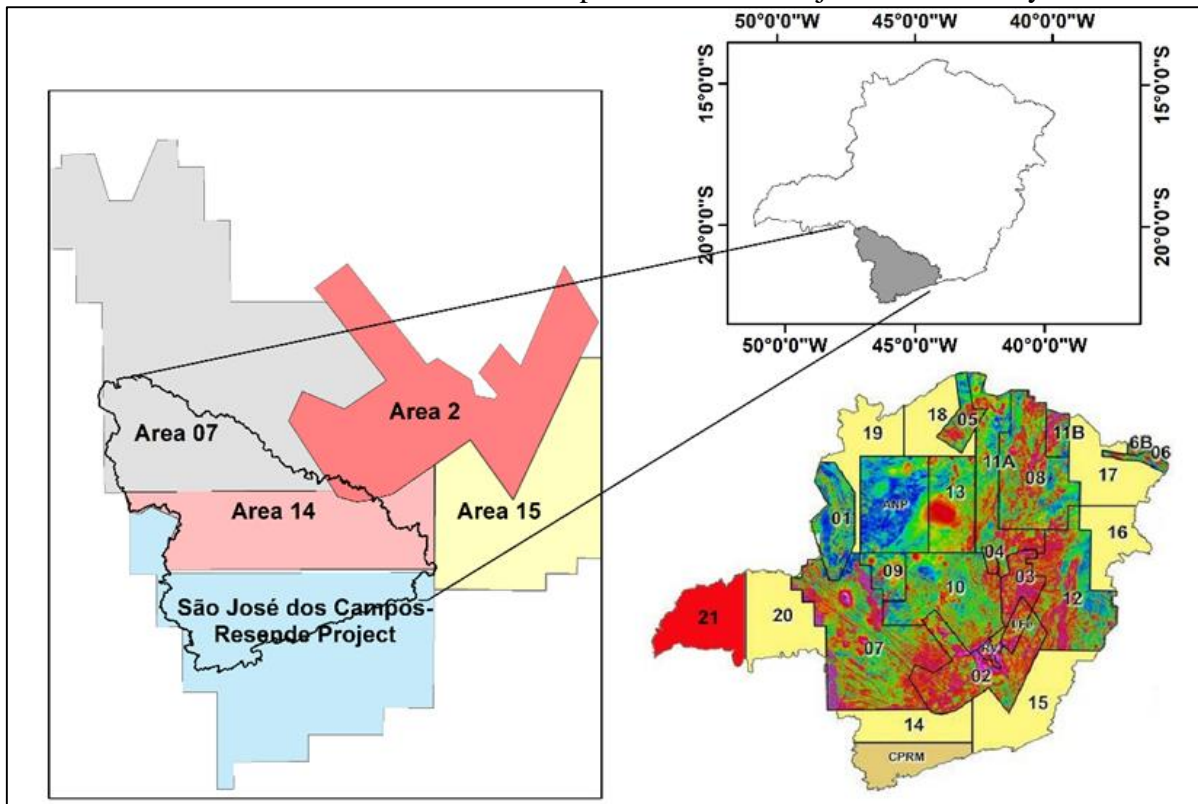 Area 07
Area 2
Area 14
Area 15
São José dos Campos-
Resende Project
50°0'0"W 45°0'0"W 40°0'0"W
15°0'0"S 15°0'0"S
20°0'0"S 20°0'0"S
50°0'0"W 45°0'0"W 40°0'0"W
19
18
05
11A
08
11B
6B
06
17
01
ANP
13
16
04
03
09
10
12
21
20
07
02
15
14
CPRM